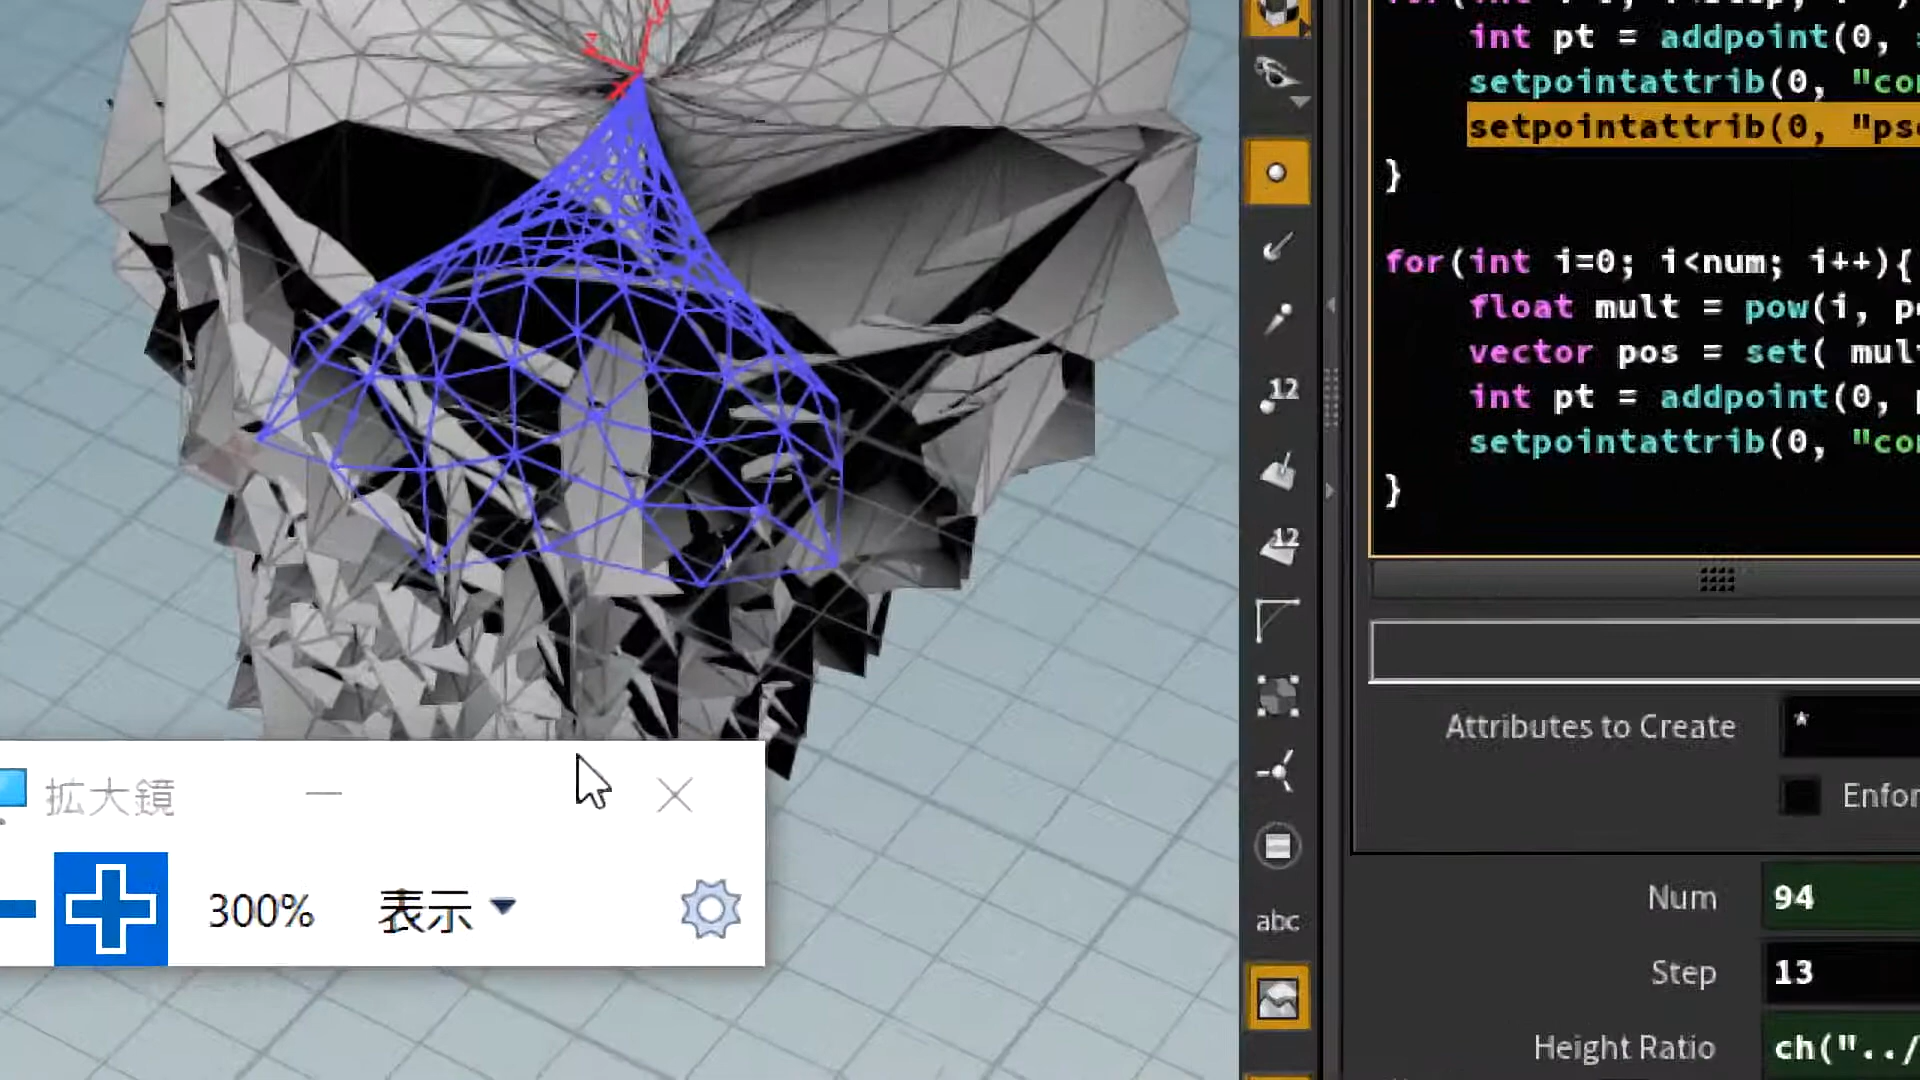 int pt = addpoint(0,
setpointattrib(0, "co
setpointattrib(0, "ps
}
for(int i=0; i<num; i++){
float mult = pow(i, p
vector pos = set( mul
int pt = addpoint(0, p
setpointattrib(0, "co
}
12
12
abc
Attributes to Create *
Enfor
Num 94
Step 13
Height Ratio ch("../
拡大鏡
300% 表示